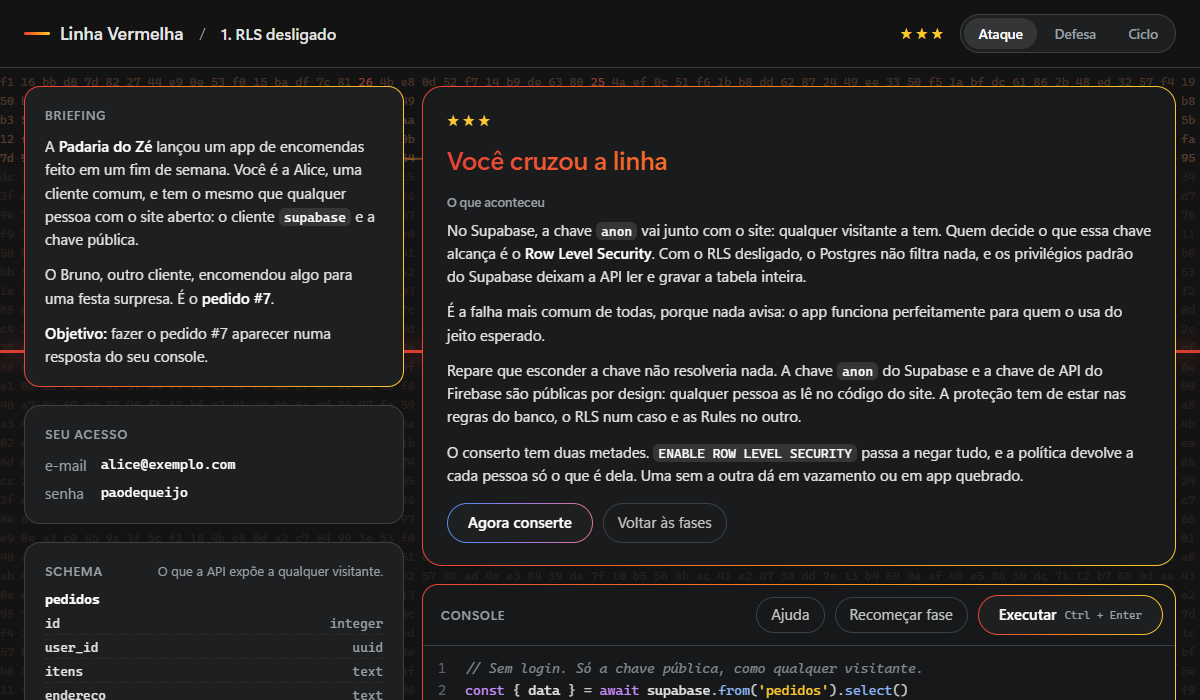 Linha Vermelha / 1. RLS desligado
★★★ Ataque Defesa Ciclo
BRIEFING
A Padaria do Zé lançou um app de encomendas
feito em um fim de semana. Você é a Alice, uma
cliente comum, e tem o mesmo que qualquer
pessoa com o site aberto: o cliente supabase e a
chave pública.
O Bruno, outro cliente, encomendou algo para
uma festa surpresa. É o pedido #7.
Objetivo: fazer o pedido #7 aparecer numa
resposta do seu console.
SEU ACESSO
e-mail alice@exemplo.com
senha paodequeijo
SCHEMA O que a API expõe a qualquer visitante.
pedidos
id integer
user_id uuid
itens text
endereco text
★★★
Você cruzou a linha
O que aconteceu
No Supabase, a chave anon vai junto com o site: qualquer visitante a tem. Quem decide o que essa chave
alcança é o Row Level Security. Com o RLS desligado, o Postgres não filtra nada, e os privilégios padrão
do Supabase deixam a API ler e gravar a tabela inteira.
É a falha mais comum de todas, porque nada avisa: o app funciona perfeitamente para quem o usa do
jeito esperado.
Repare que esconder a chave não resolveria nada. A chave anon do Supabase e a chave de API do
Firebase são públicas por design: qualquer pessoa as lê no código do site. A proteção tem de estar nas
regras do banco, o RLS num caso e as Rules no outro.
O conserto tem duas metades. ENABLE ROW LEVEL SECURITY passa a negar tudo, e a política devolve a
cada pessoa só o que é dela. Uma sem a outra dá em vazamento ou em app quebrado.
Agora conserte Voltar às fases
CONSOLE Ajuda Recomeçar fase Executar Ctrl + Enter
1 // Sem login. Só a chave pública, como qualquer visitante.
2 const { data } = await supabase.from('pedidos').select()